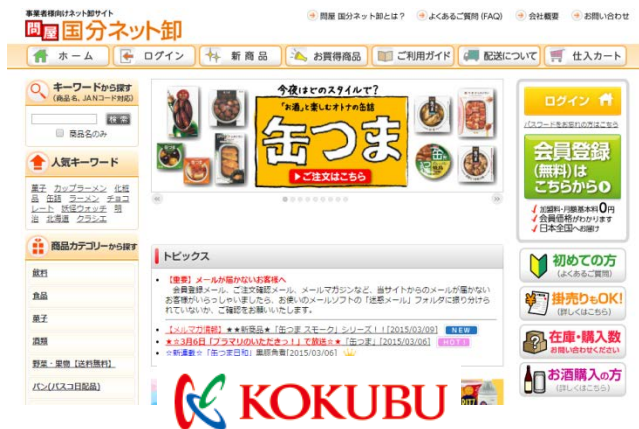 事業者様向けネット卸サイト
問屋国分ネット卸
問屋 国分ネット卸とは？
よくあるご質問 (FAQ)
会社概要
お問い合わせ
ホーム
ログイン
新商品
お買得商品
ご利用ガイド
配送について
仕入カート
キーワードから探す
(商品名、JANコード対応)
検索
商品名のみ
人気キーワード
菓子 カップラーメン 化粧
品 缶詰 ラーメン チョコ
レート 妖怪ウォッチ 明
治 北海道 クラシエ
商品カテゴリーから探す
飲料
食品
菓子
酒類
野菜・果物【送料無料】
パン(パスコ日配品)
今夜はどのスタイルで？
「お酒」と楽しむオトナの缶詰
缶つま
ご注文はこちら
トピックス
【重要】メールが届かないお客様へ
会員登録メール、ご注文確認メール、メールマガジンなど、当サイトからのメールが届かない
お客様がいらっしゃいましたら、お使いのメールソフトの「迷惑メール」フォルダに振り分けら
れていないか、ご確認をお願いいたします。
【メルマガ情報】★★新商品★「缶つま スモーク」シリーズ！！[2015/03/09] NEW
★☆3月6日「ブラマリのいただきっ！」で放送☆★「缶つま」[2015/03/06] HOT!
☆新連載☆「缶つま日和」黒豚角煮[2015/03/06]
ログイン
パスワードをお忘れの方はこちら
会員登録
(無料)は
こちらから
加盟料・月額基本料0円
会員価格がわかります
日本全国へお届け
初めての方
(よくあるご質問)
掛売りもOK!
(詳しくはこちら)
在庫・購入数
お問い合わせください
お酒購入の方
(詳しくはこちら)
KOKUBU